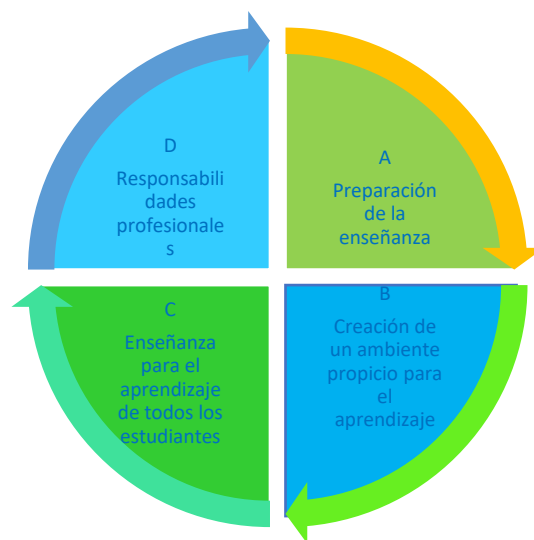 A
Preparación
de la
enseñanza
B
Creación de
un ambiente
propicio para
el
aprendizaje
C
Enseñanza
para el
aprendizaje
de todos los
estudiantes
D
Responsabili
dades
profesionale
s